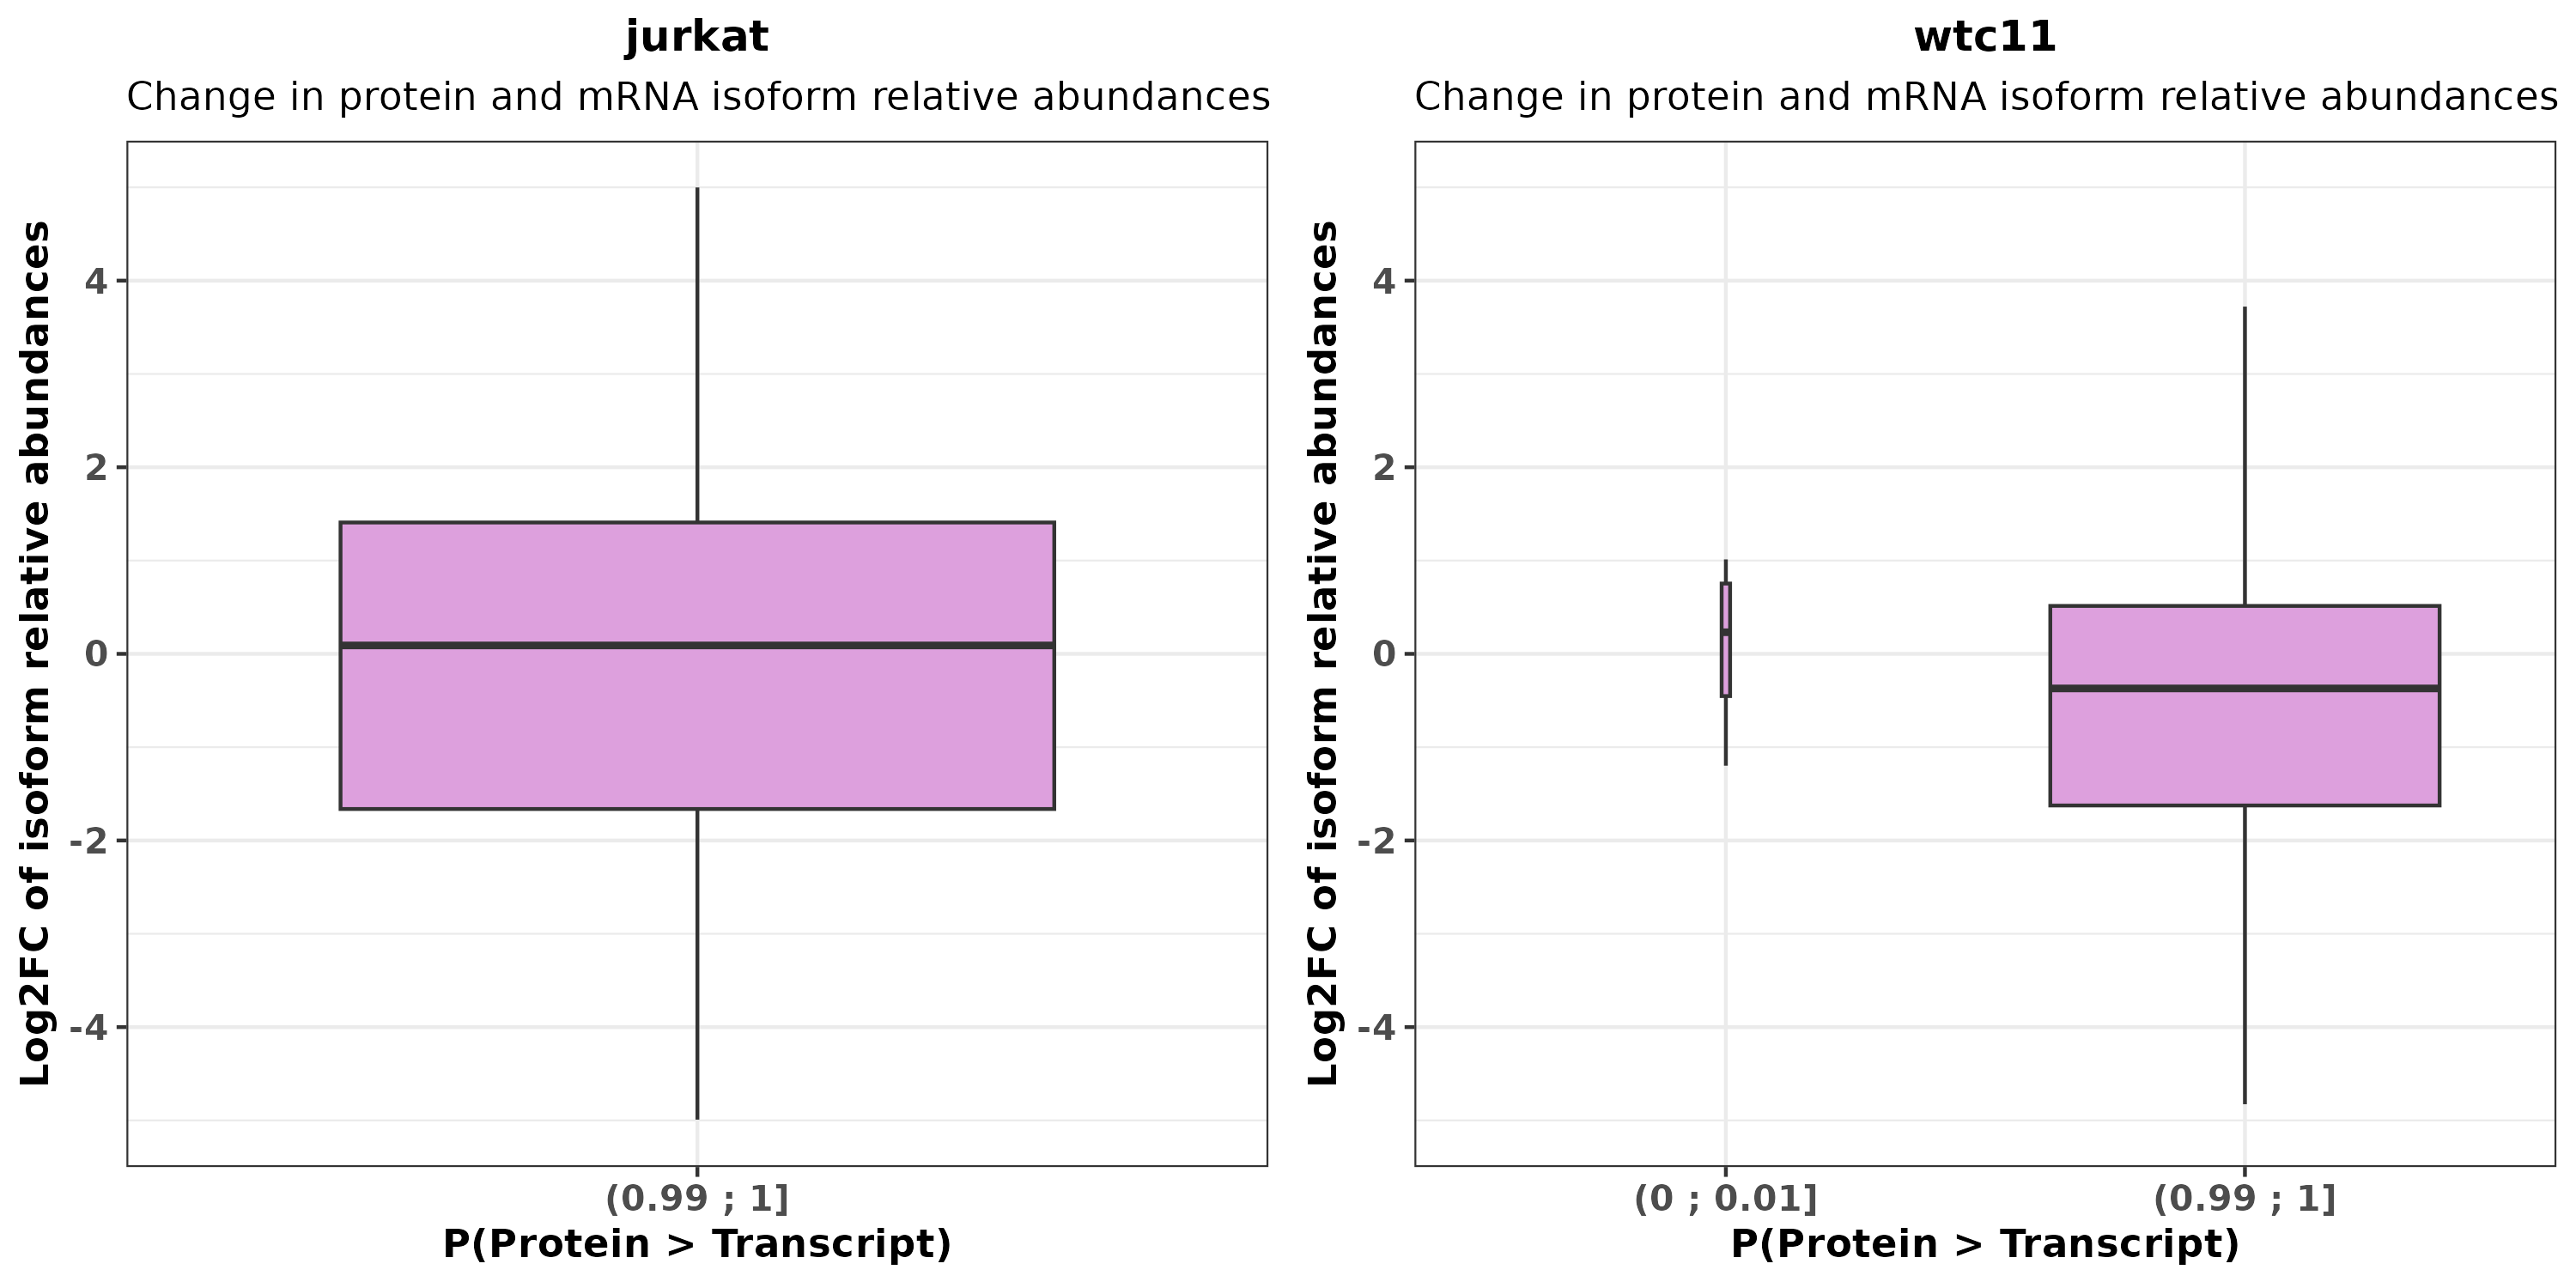 jurkat
Change in protein and mRNA isoform relative abundances
Log2FC of isoform relative abundances
4
2
0
-2
-4
(0.99 ; 1]
P(Protein > Transcript)
wtc11
Change in protein and mRNA isoform relative abundances
Log2FC of isoform relative abundances
4
2
0
-2
-4
(0 ; 0.01]
(0.99 ; 1]
P(Protein > Transcript)